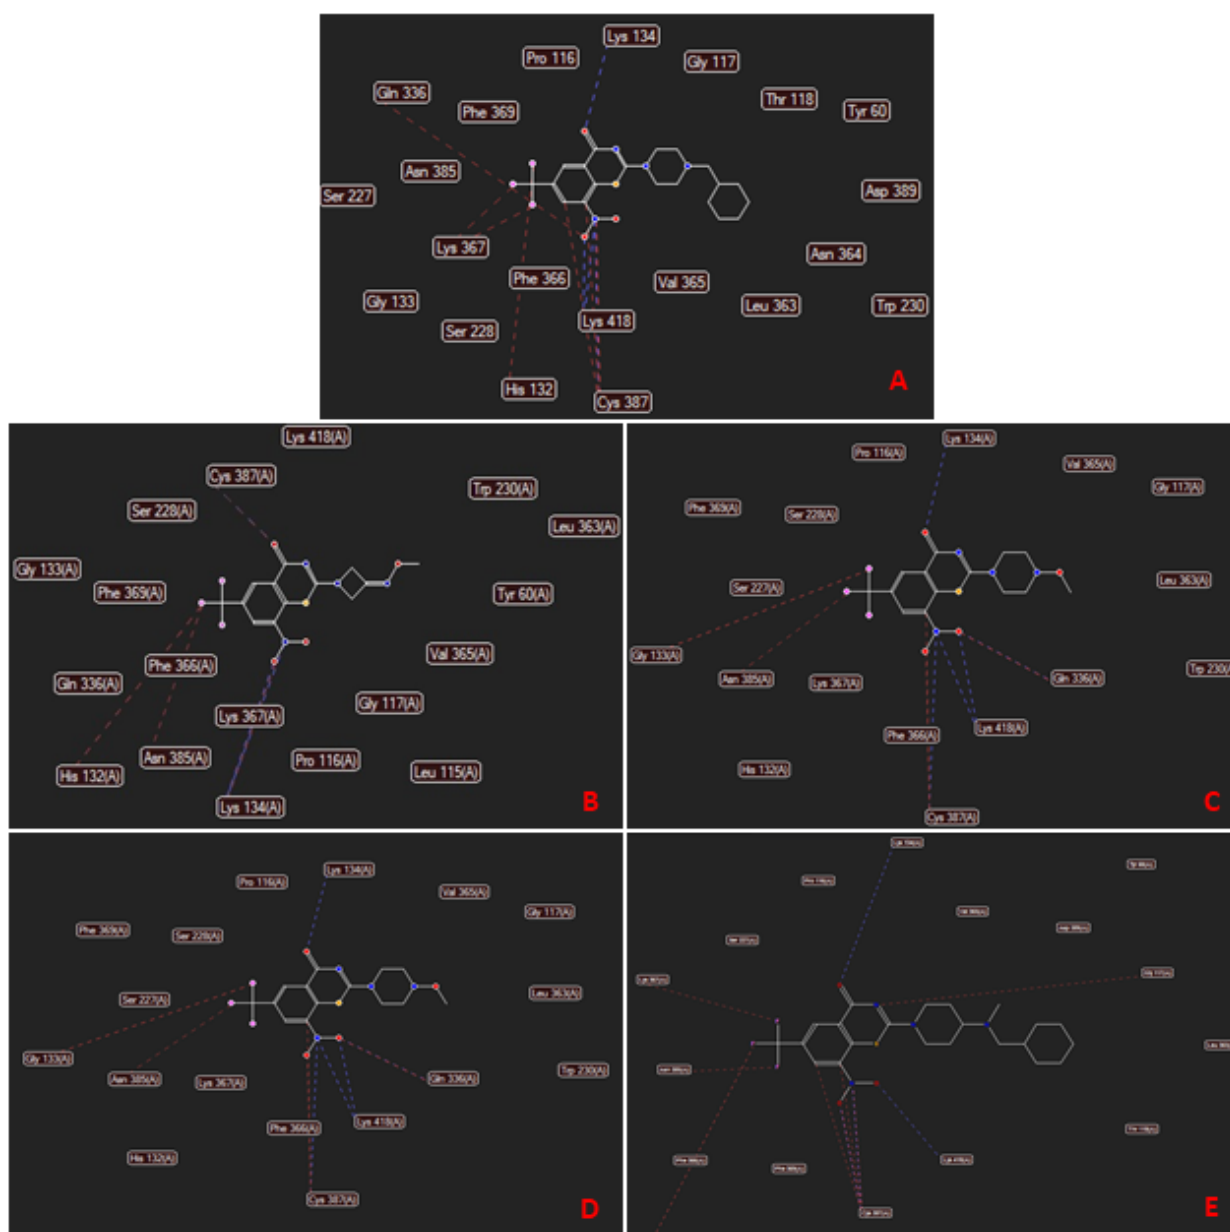 Lys 134
Pro 116
Gly 117
Gln 336
Thr 118
Phe 369
Tyr 60
Asn 385
Ser 227
Asp 389
Lys 367
Asn 364
Phe 366
Val 365
Gly 133
Leu 363
Trp 230
Lys 418
Ser 228
His 132
A
Cys 387
Lys 418(A)
Cys 387(A)
Trp 230(A)
Ser 228(A)
Leu 363(A)
Gly 133(A)
Phe 369(A)
Tyr 60(A)
Val 365(A)
Phe 366(A)
Gln 336(A)
Gly 117(A)
Lys 367(A)
Asn 385(A)
Pro 116(A)
Leu 115(A)
His 132(A)
Lys 134(A)
B
Lys 134(A)
Pro 116(A)
Val 365(A)
Gly 117(A)
Phe 369(A)
Ser 228(A)
Leu 363(A)
Ser 227(A)
Gly 133(A)
Trp 230(A
Asn 385(A)
Lys 367(A)
Gln 336(A)
Lys 418(A)
Phe 366(A)
His 132(A)
C
Cys 387(A)
Lys 134(A)
Pro 116(A)
Val 365(A)
Gly 117(A)
Phe 369(A)
Ser 228(A)
Leu 363(A)
Ser 227(A)
Gly 133(A)
Trp 230(A)
Asn 385(A)
Lys 367(A)
Gln 336(A)
Lys 418(A)
Phe 366(A)
His 132(A)
Cys 387(A)
D
E